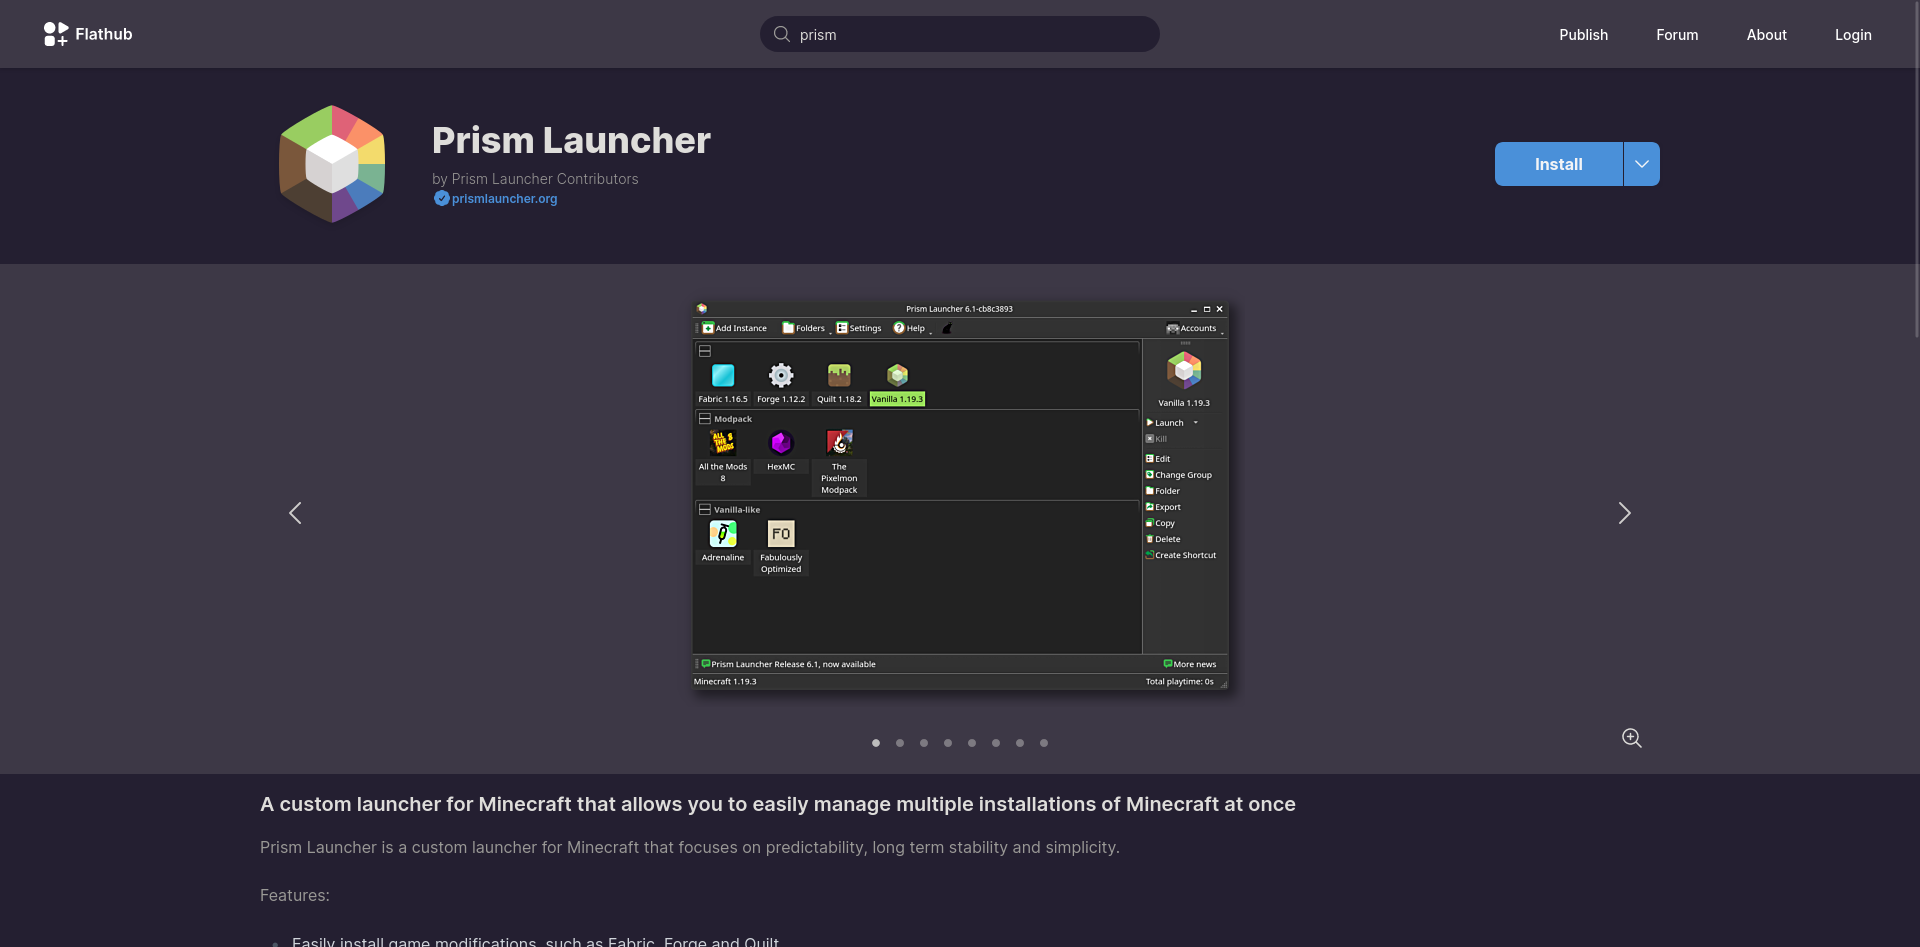 Flathub
prism
Publish
Forum
About
Login
Prism Launcher
by Prism Launcher Contributors
prismlauncher.org
Install
Prism Launcher 6.1-cb8c3893
Add Instance
Folders
Settings
Help
Accounts
Fabric 1.16.5
Forge 1.12.2
Quilt 1.18.2
Vanilla 1.19.3
Modpack
ALL THE MODS 8
All the Mods
8
HexMC
The
Pixelmon
Modpack
Vanilla-like
FO
Adrenaline
Fabulously
Optimized
Vanilla 1.19.3
Launch
Kill
Edit
Change Group
Folder
Export
Copy
Delete
Create Shortcut
Prism Launcher Release 6.1, now available
More news
Minecraft 1.19.3
Total playtime: 0s
A custom launcher for Minecraft that allows you to easily manage multiple installations of Minecraft at once
Prism Launcher is a custom launcher for Minecraft that focuses on predictability, long term stability and simplicity.
Features:
Easily install game modifications, such as Fabric, Forge and Quilt